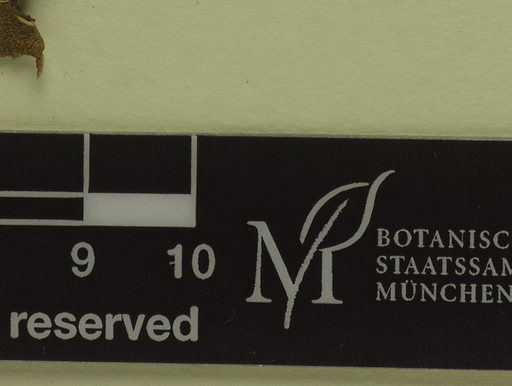 9 10
reserved
M
BOTANISC
STAATSSAM
MÜNCHEN